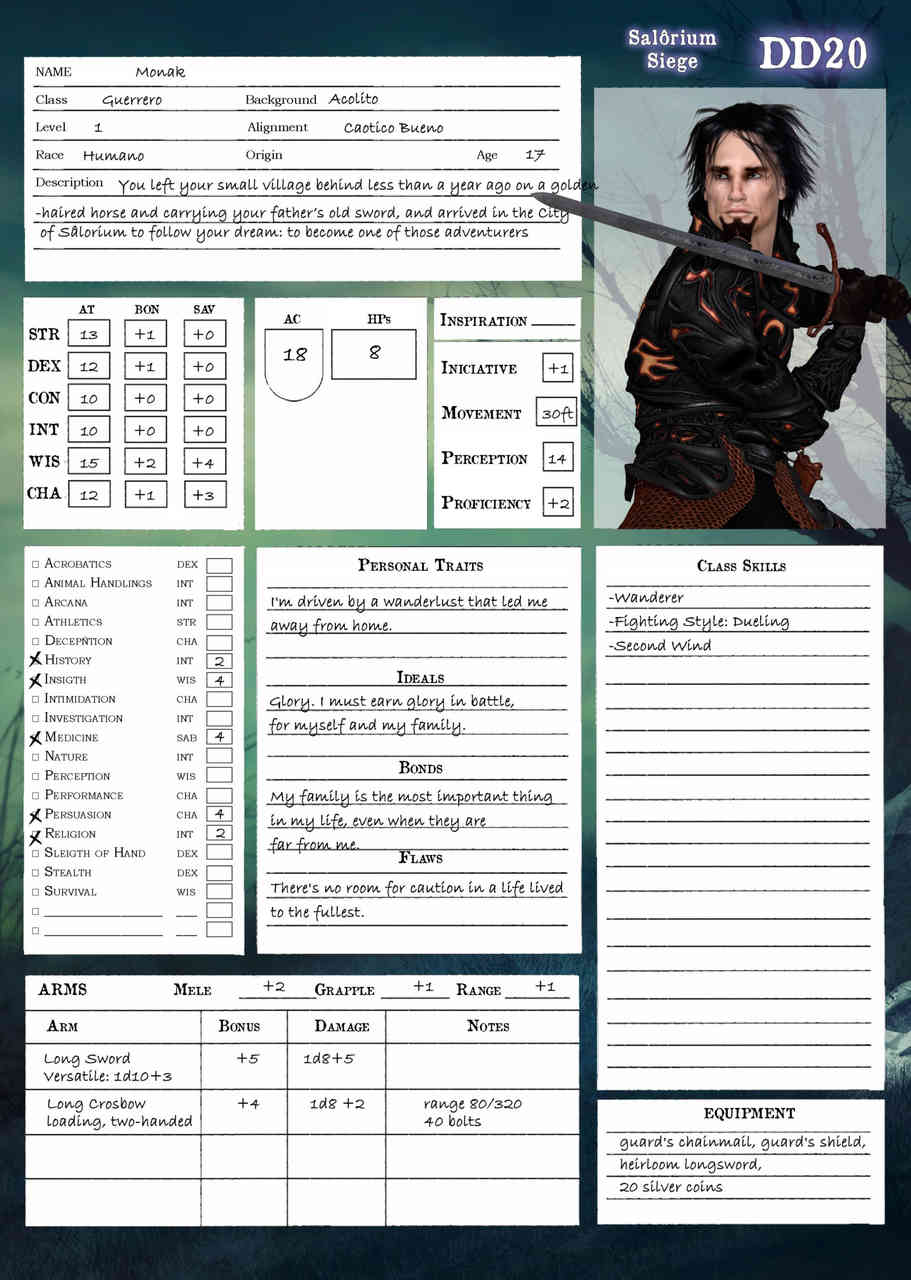 Salôrium
Siege
DD20
NAME Monak
Class Guerrero Background Acolito
Level 1 Alignment Caotico Bueno
Race Humano Origin Age 17
Description You left your small village behind less than a year ago on a golden
-haired horse and carrying your father's old sword, and arrived in the City
of Sâlorium to follow your dream: to become one of those adventurers
AT BON SAV
STR 13 +1 +0
DEX 12 +1 +0
CON 10 +0 +0
INT 10 +0 +0
WIS 15 +2 +4
CHA 12 +1 +3
AC HPs
18 8
INSPIRATION
INICIATIVE +1
MOVEMENT 30ft
PERCEPTION 14
PROFICIENCY +2
ACROBATICS DEX
ANIMAL HANDLINGS INT
ARCANA INT
ATHLETICS STR
DECEPÑTION CHA
X HISTORY INT 2
X INSIGTH WIS 4
INTIMIDATION CHA
INVESTIGATION INT
X MEDICINE SAB 4
NATURE INT
PERCEPTION WIS
PERFORMANCE CHA
X PERSUASION CHA 4
X RELIGION INT 2
SLEIGTH OF HAND DEX
STEALTH DEX
SURVIVAL WIS
PERSONAL TRAITS
I'm driven by a wanderlust that led me
away from home.
IDEALS
Glory. I must earn glory in battle,
for myself and my family.
BONDS
My family is the most important thing
in my life, even when they are
far from me.
FLAWS
There's no room for caution in a life lived
to the fullest.
CLASS SKILLS
-Wanderer
-Fighting Style: Dueling
-Second Wind
ARMS MELE +2 GRAPPLE +1 RANGE +1
ARM BONUS DAMAGE NOTES
Long Sword +5 1d8+5
Versatile: 1d10+3
Long Crosbow +4 1d8 +2 range 80/320
loading, two-handed 40 bolts
EQUIPMENT
guard's chainmail, guard's shield,
heirloom longsword,
20 silver coins